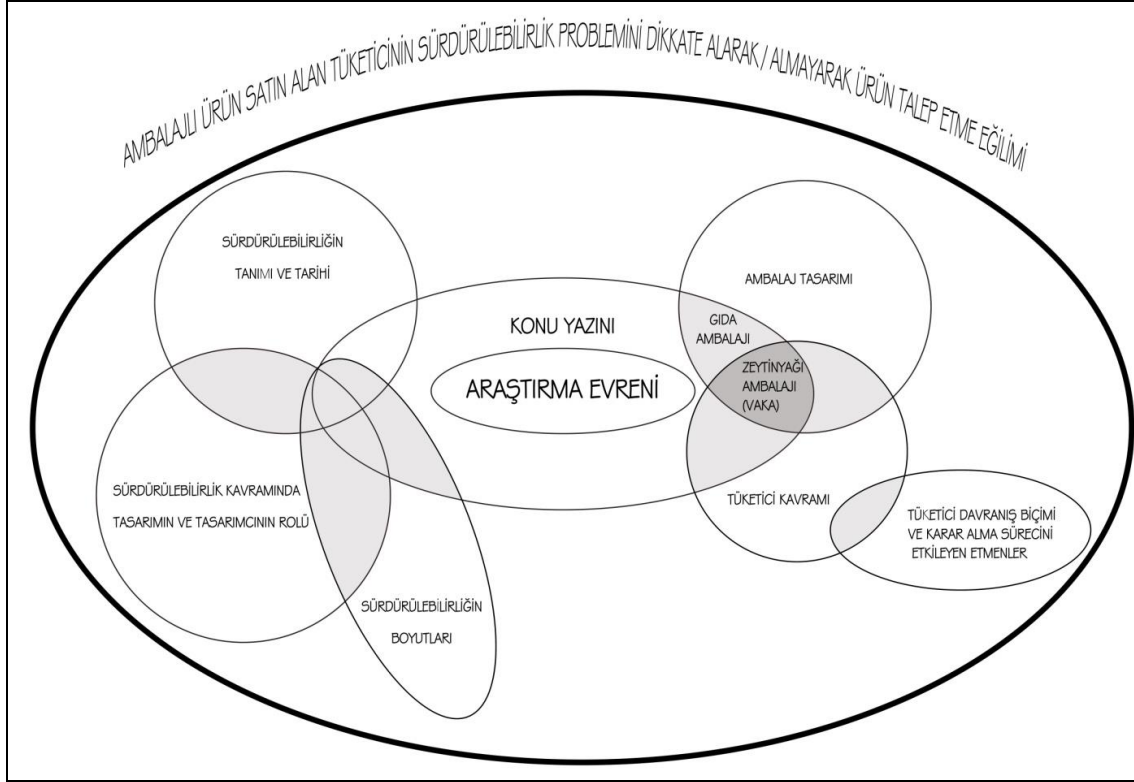 AMBALAJLI ÜRÜN SATIN ALAN TÜKETİCİNİN SÜRDÜRÜLEBİLİRLİK PROBLEMİNİ DİKKATE ALARAK / ALMAYARAK ÜRÜN TALEP ETME EĞİLİMİ
SÜRDÜRÜLEBİLİRLİĞİN
TANIMI VE TARİHİ
AMBALAJ TASARIMI
KONU YAZINI
GIDA
AMBALAJI
ARAŞTIRMA EVRENİ
ZEYTİNYAĞI
AMBALAJI
(VAKA)
SÜRDÜRÜLEBİLİRLİK KAVRAMINDA
TASARIMIN VE TASARIMCININ ROLÜ
TÜKETİCİ KAVRAMI
TÜKETİCİ DAVRANIŞ BİÇİMİ
VE KARAR ALMA SÜRECİNİ
ETKİLEYEN ETMENLER
SÜRDÜRÜLEBİLİRLİĞİN
BOYUTLARI